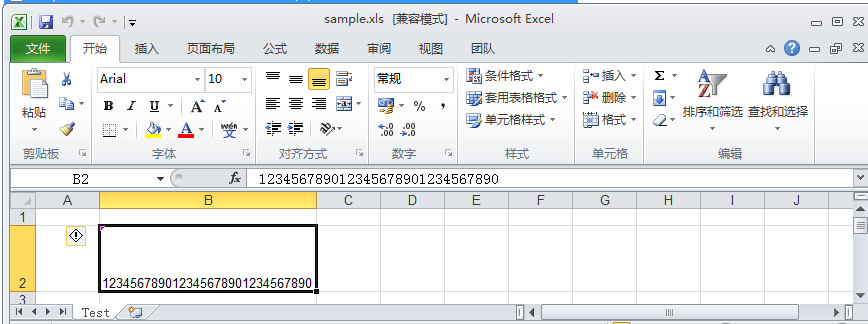 sample.xls [兼容模式] - Microsoft Excel
文件 开始 插入 页面布局 公式 数据 审阅 视图 团队
粘贴 Arial 10 常规 条件格式 插入 Σ
B I U A A % , 套用表格格式 删除 排序和筛选 查找和选择
A wén 文 .00 .0 单元格样式 格式
剪贴板 字体 对齐方式 数字 样式 单元格 编辑
B2 fx 123456789012345678901234567890
A B C D E F G H I J
1
2 123456789012345678901234567890
3
Test